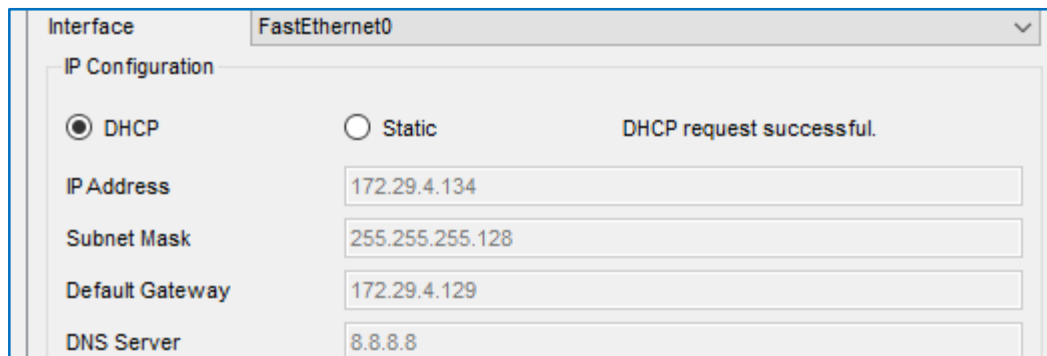 Interface FastEthernet0
IP Configuration
DHCP Static DHCP request successful.
IP Address 172.29.4.134
Subnet Mask 255.255.255.128
Default Gateway 172.29.4.129
DNS Server 8.8.8.8